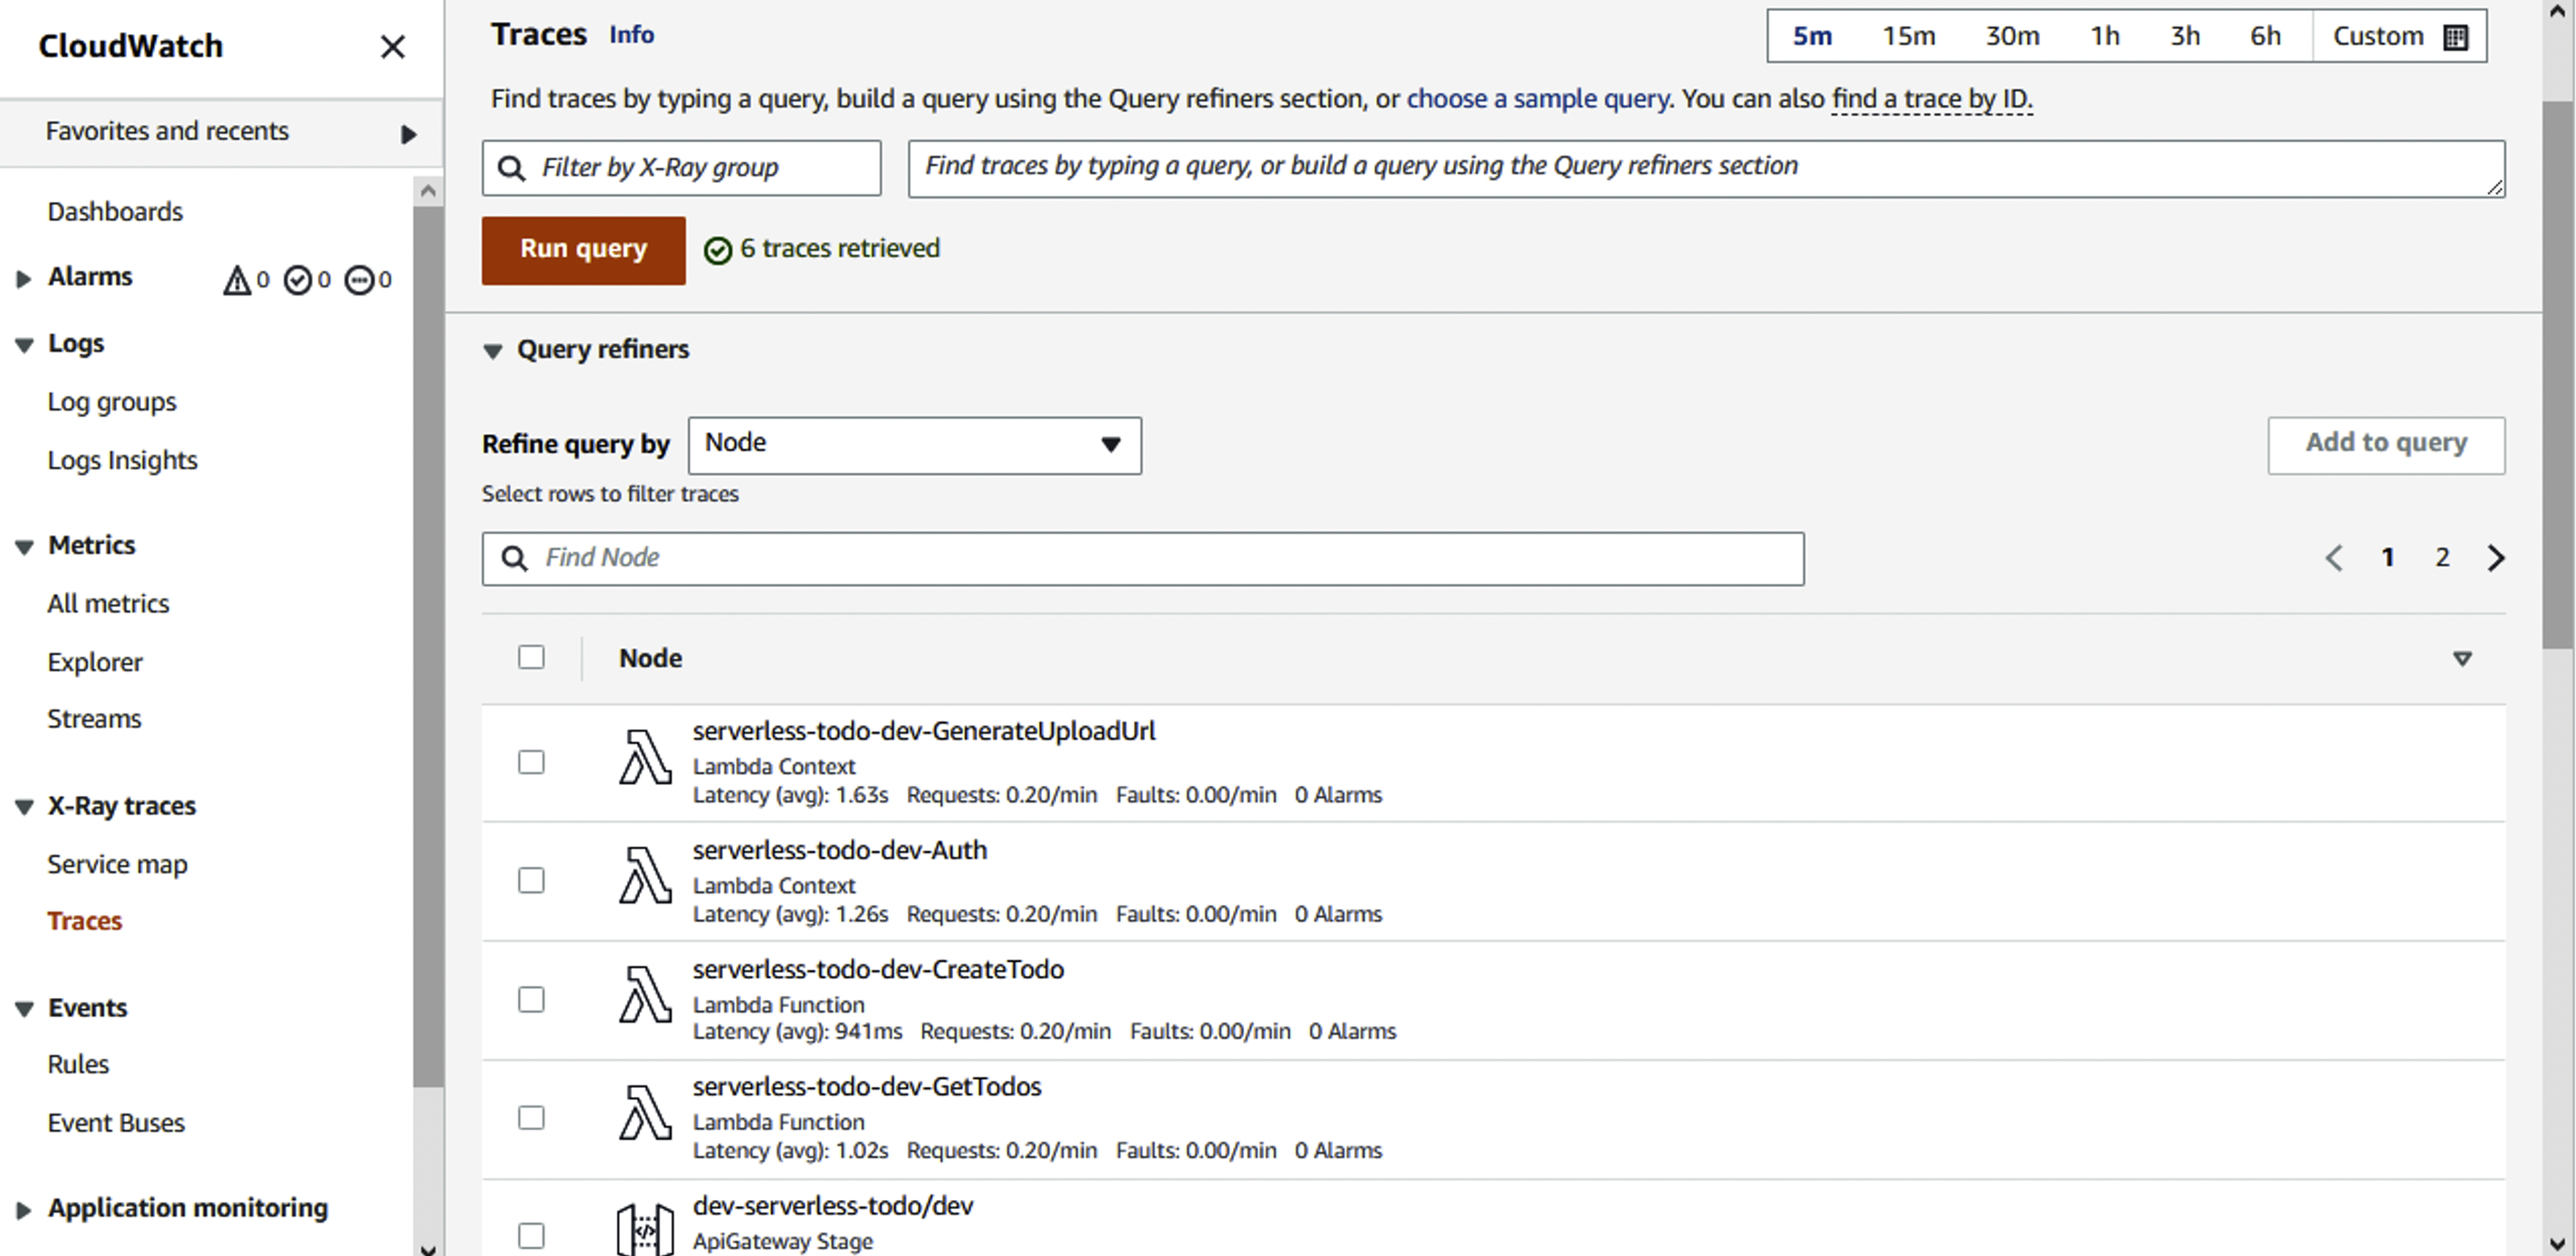 CloudWatch
Favorites and recents
Dashboards
Alarms 0 0 0
Logs
Log groups
Logs Insights
Metrics
All metrics
Explorer
Streams
X-Ray traces
Service map
Traces
Events
Rules
Event Buses
Application monitoring
Traces Info
5m 15m 30m 1h 3h 6h Custom
Find traces by typing a query, build a query using the Query refiners section, or choose a sample query. You can also find a trace by ID.
Filter by X-Ray group
Find traces by typing a query, or build a query using the Query refiners section
Run query
6 traces retrieved
Query refiners
Refine query by Node
Add to query
Select rows to filter traces
Find Node
1 2
Node
serverless-todo-dev-GenerateUploadUrl
Lambda Context
Latency (avg): 1.63s Requests: 0.20/min Faults: 0.00/min 0 Alarms
serverless-todo-dev-Auth
Lambda Context
Latency (avg): 1.26s Requests: 0.20/min Faults: 0.00/min 0 Alarms
serverless-todo-dev-CreateTodo
Lambda Function
Latency (avg): 941ms Requests: 0.20/min Faults: 0.00/min 0 Alarms
serverless-todo-dev-GetTodos
Lambda Function
Latency (avg): 1.02s Requests: 0.20/min Faults: 0.00/min 0 Alarms
dev-serverless-todo/dev
ApiGateway Stage